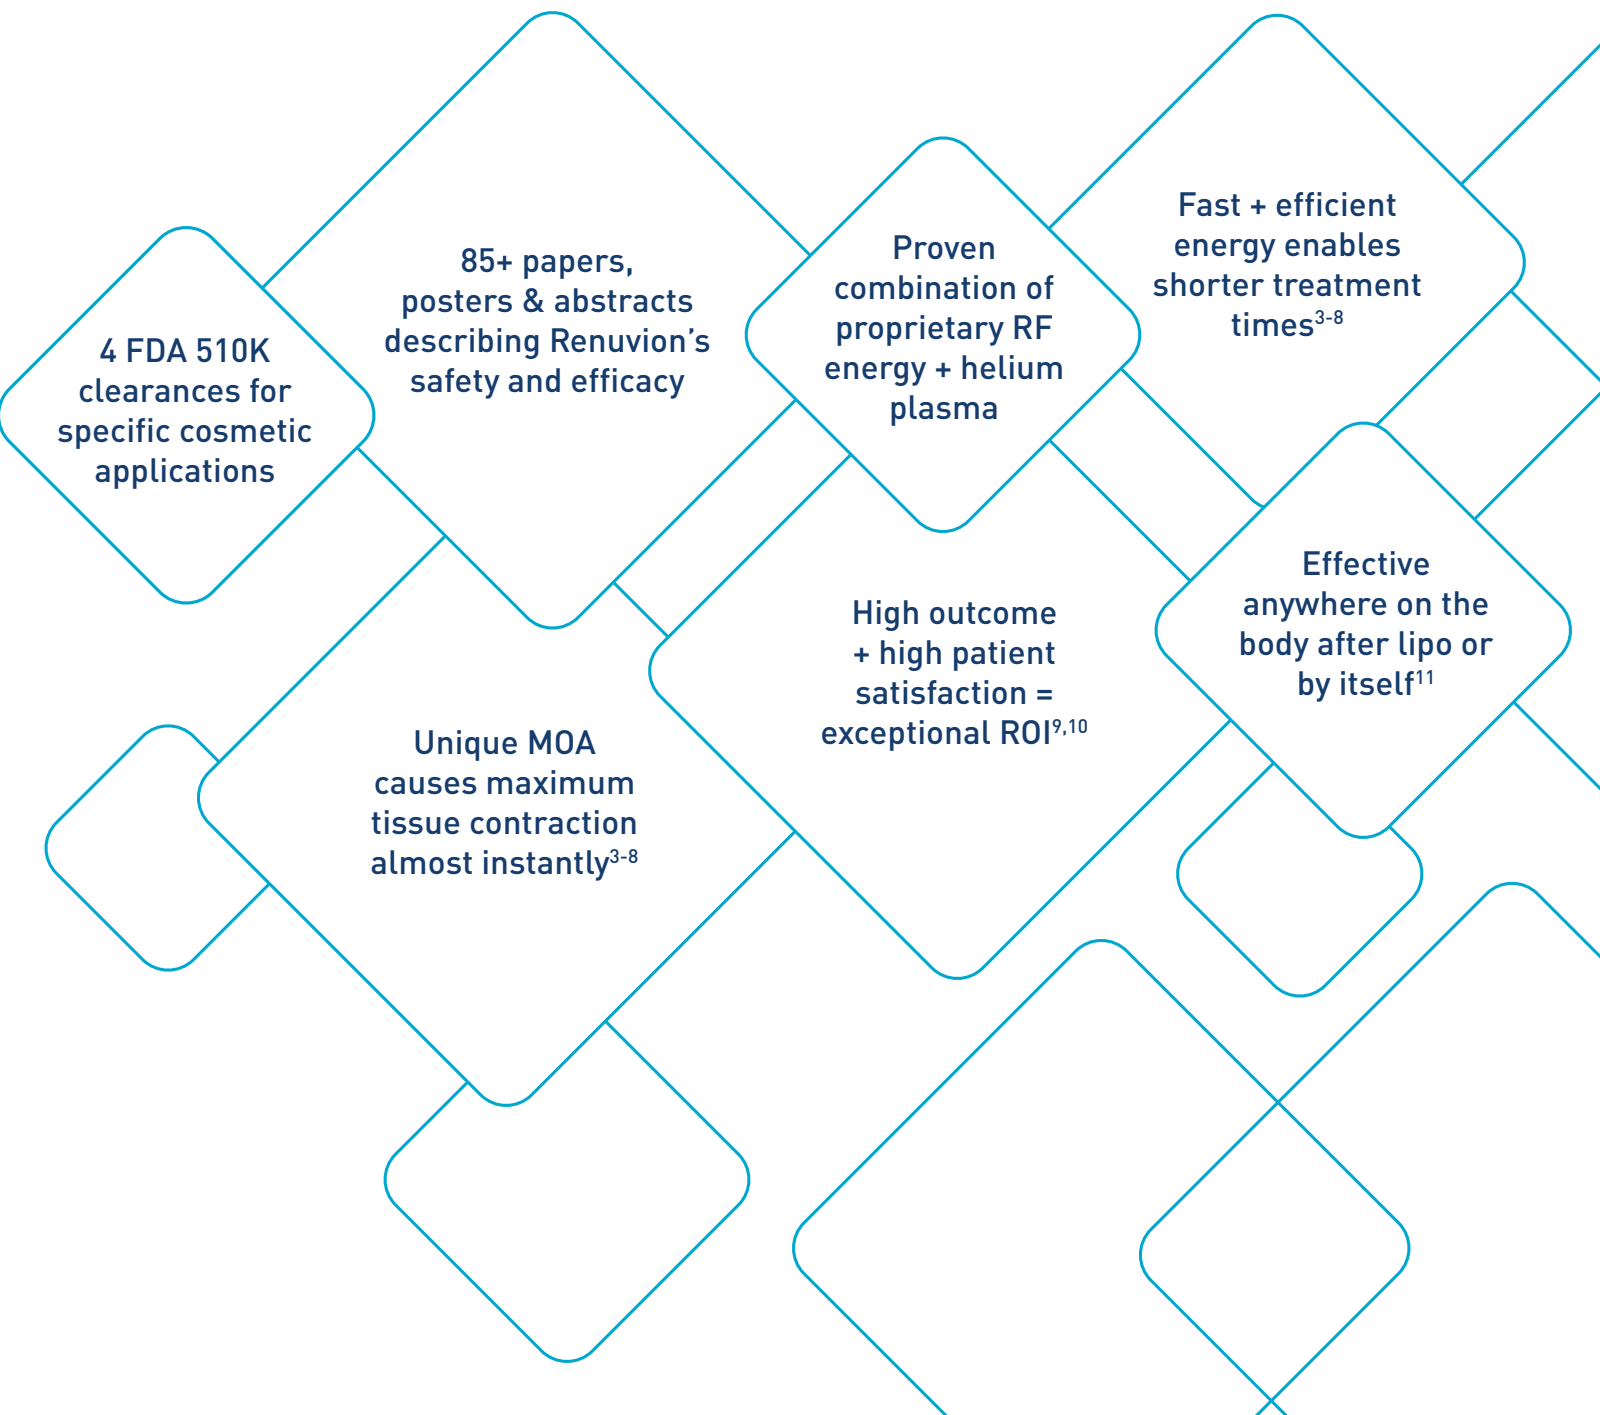 4 FDA 510K
clearances for
specific cosmetic
applications
85+ papers,
posters & abstracts
describing Renuvion’s
safety and efficacy
Proven
combination of
proprietary RF
energy + helium
plasma
Fast + efficient
energy enables
shorter treatment
times3-8
Unique MOA
causes maximum
tissue contraction
almost instantly3-8
High outcome
+ high patient
satisfaction =
exceptional ROI9,10
Effective
anywhere on the
body after lipo or
by itself11